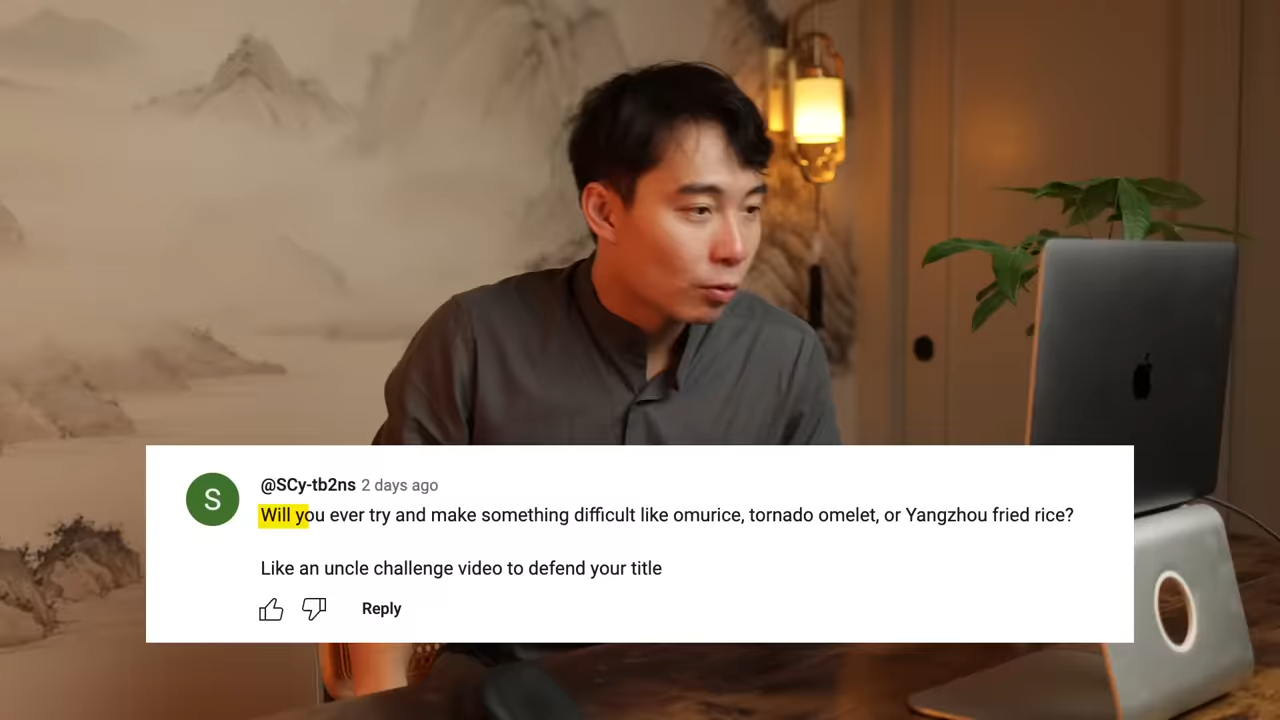 S
@SCy-tb2ns 2 days ago
Will you ever try and make something difficult like omurice, tornado omelet, or Yangzhou fried rice?
Like an uncle challenge video to defend your title
Reply